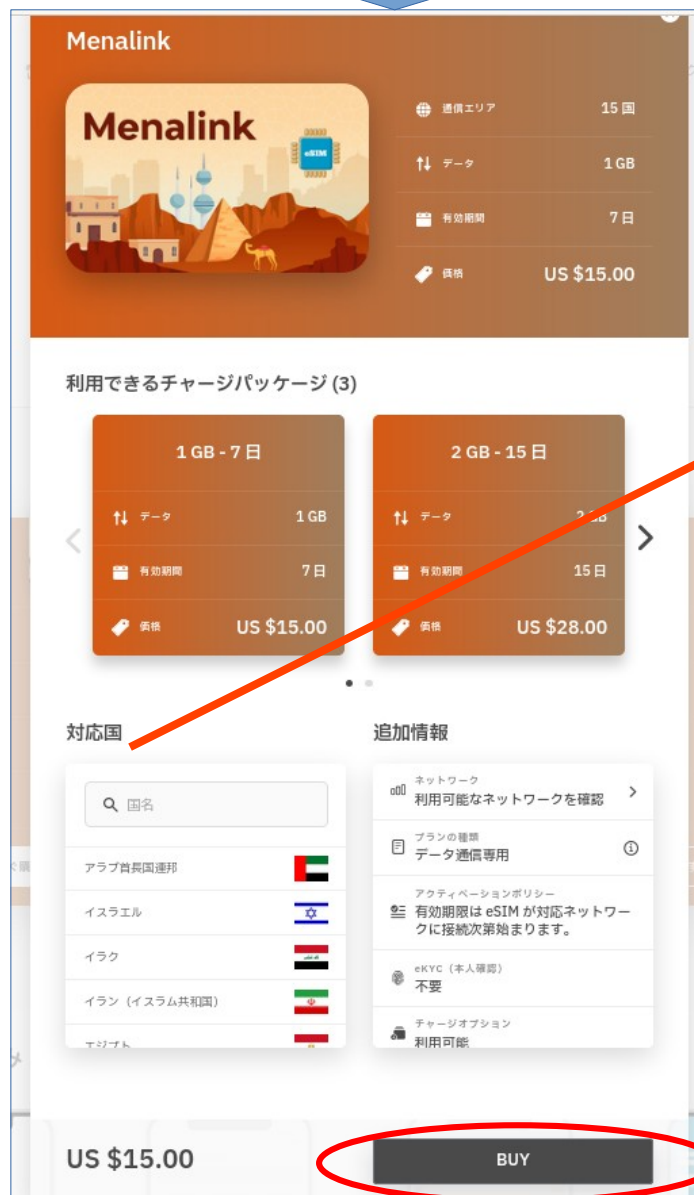 Menalink
Menalink
eSIM
通信エリア 15 国
データ 1 GB
有効期間 7 日
価格 US $15.00
利用できるチャージパッケージ (3)
1 GB - 7 日
データ 1 GB
有効期間 7 日
価格 US $15.00
2 GB - 15 日
データ 2 GB
有効期間 15 日
価格 US $28.00
対応国
国名
アラブ首長国連邦
イスラエル
イラク
イラン（イスラム共和国）
エジプト
追加情報
ネットワーク
利用可能なネットワークを確認
プランの種類
データ通信専用
アクティベーションポリシー
有効期限は eSIM が対応ネットワー
クに接続次第始まります。
eKYC（本人確認）
不要
チャージオプション
利用可能
US $15.00
BUY